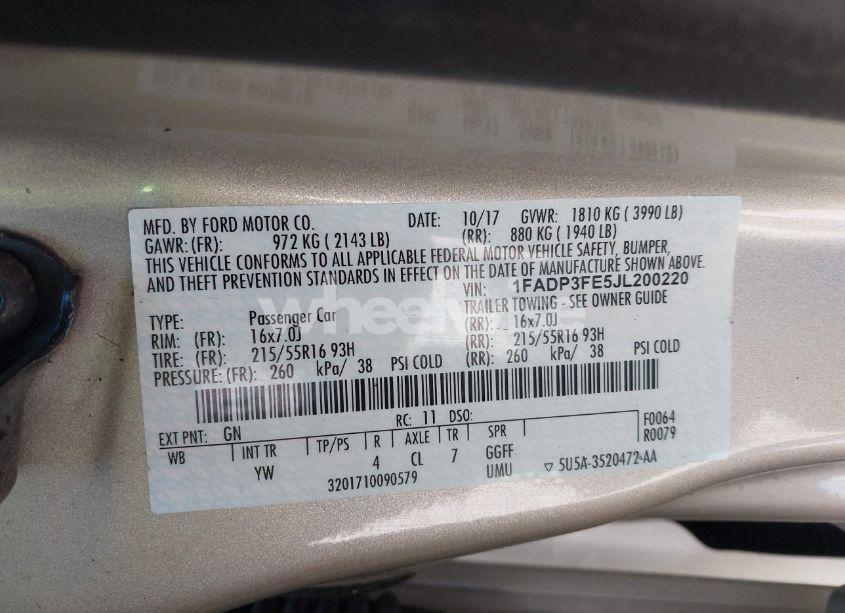 MFD. BY FORD MOTOR CO. DATE: 10/17 GVWR: 1810 KG ( 3990 LB)
GAWR: (FR): 972 KG ( 2143 LB) (RR): 880 KG ( 1940 LB)
THIS VEHICLE CONFORMS TO ALL APPLICABLE FEDERAL MOTOR VEHICLE SAFETY, BUMPER,
AND THEFT PREVENTION STANDARDS IN EFFECT ON THE DATE OF MANUFACTURE SHOWN ABOVE.
VIN: 1FADP3FE5JL200220
TRAILER TOWING - SEE OWNER GUIDE
TYPE: Passenger Car
RIM: (FR): 16x7.0J (RR): 16x7.0J
TIRE: (FR): 215/55R16 93H (RR): 215/55R16 93H
PRESSURE: (FR): 260 kPa/ 38 PSI COLD (RR): 260 kPa/ 38 PSI COLD
RC: 11 DSO:
EXT PNT: GN F0064
R0079
WB INT TR TP/PS R AXLE TR SPR
YW 4 CL 7 GGFF
UMU
3201710090579 5U5A-3520472-AA